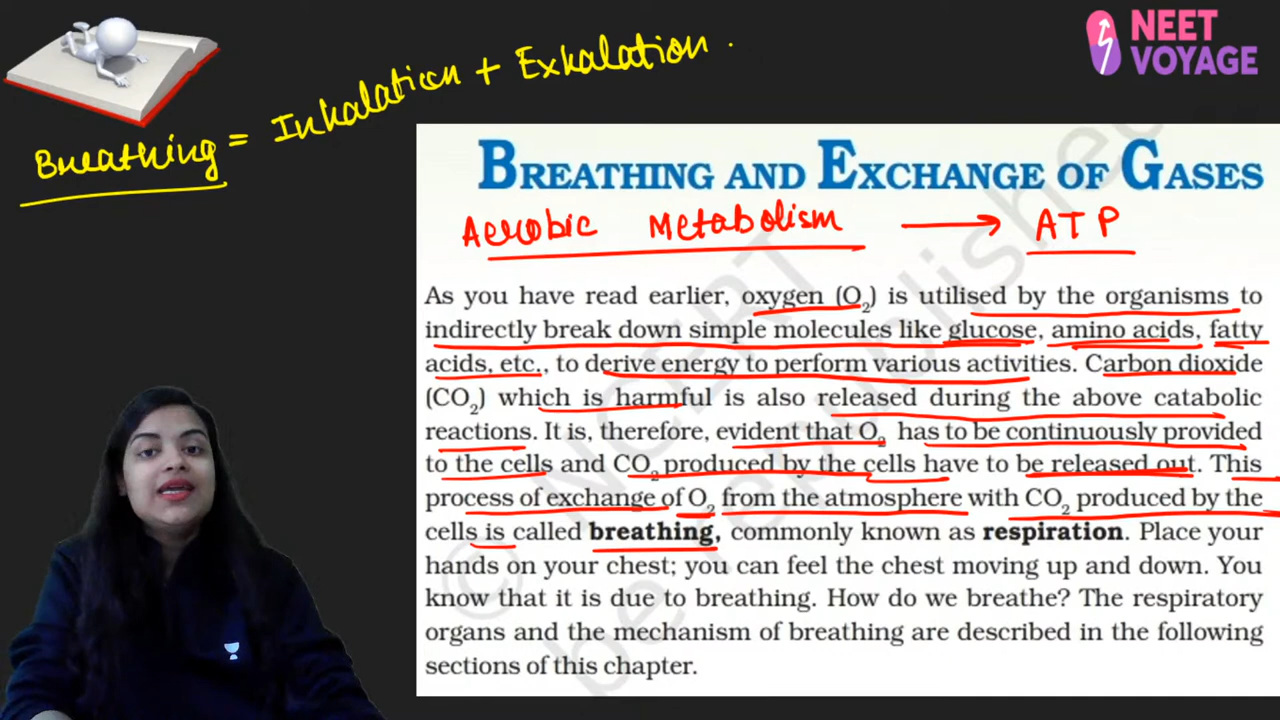 NEET
VOYAGE
Breathing = Inhalation + Exhalation .
BREATHING AND EXCHANGE OF GASES
Aerobic Metabolism → ATP
As you have read earlier, oxygen (O₂) is utilised by the organisms to
indirectly break down simple molecules like glucose, amino acids, fatty
acids, etc., to derive energy to perform various activities. Carbon dioxide
(CO₂) which is harmful is also released during the above catabolic
reactions. It is, therefore, evident that O₂ has to be continuously provided
to the cells and CO₂ produced by the cells have to be released out. This
process of exchange of O₂ from the atmosphere with CO₂ produced by the
cells is called breathing, commonly known as respiration. Place your
hands on your chest; you can feel the chest moving up and down. You
know that it is due to breathing. How do we breathe? The respiratory
organs and the mechanism of breathing are described in the following
sections of this chapter.
© NCERT
be republished